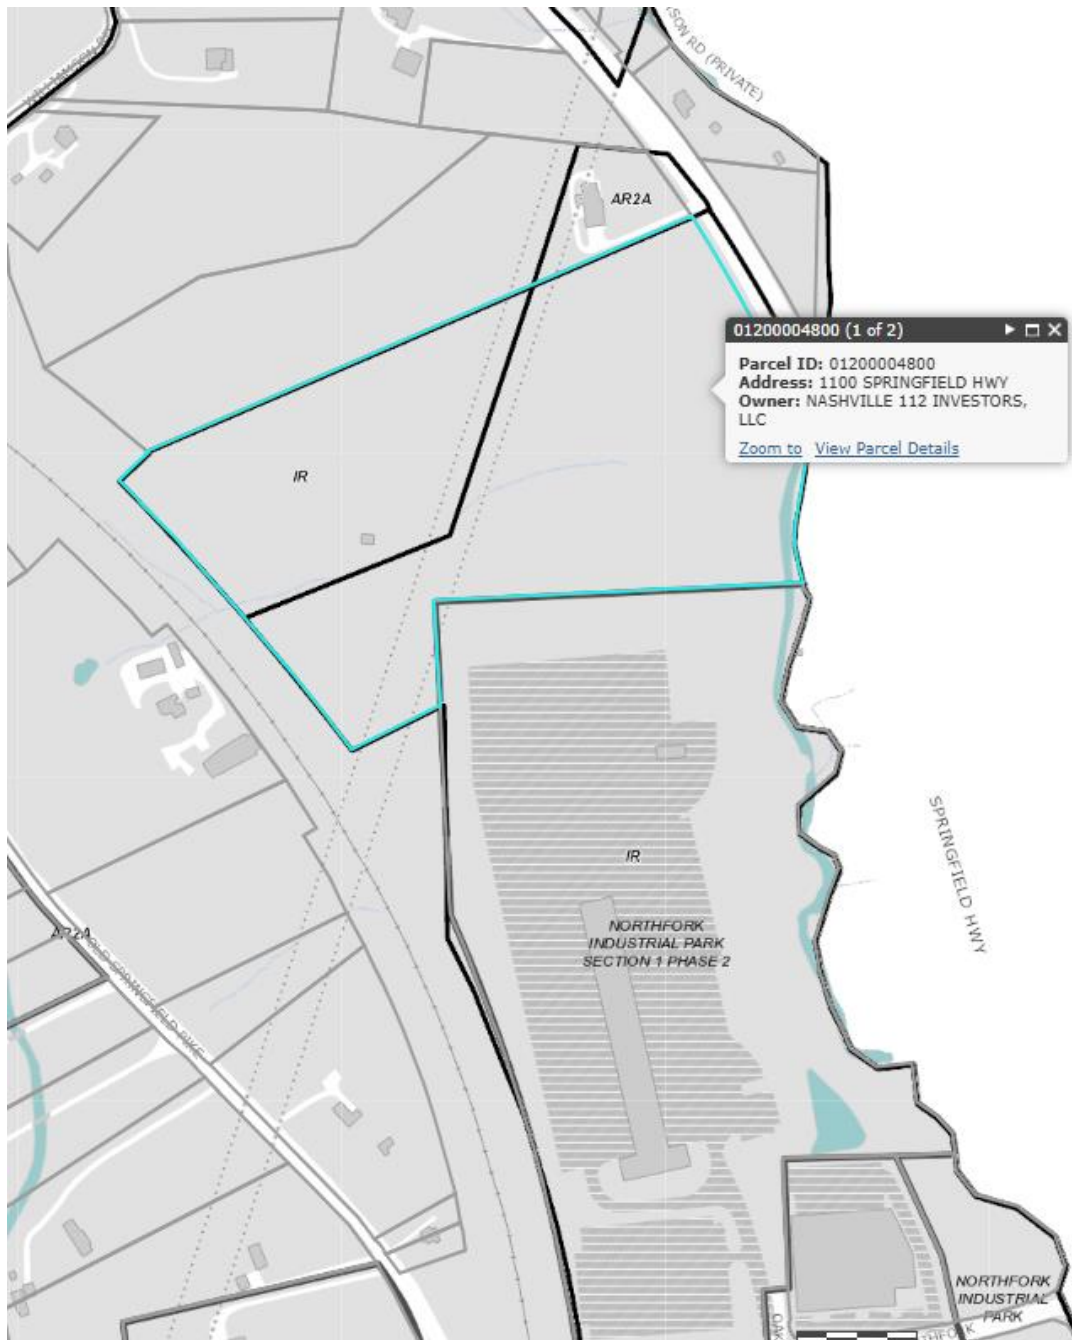 SON RD (PRIVATE)
AR2A
01200004800 (1 of 2)
Parcel ID: 01200004800
Address: 1100 SPRINGFIELD HWY
Owner: NASHVILLE 112 INVESTORS,
LLC
Zoom to View Parcel Details
IR
SPRINGFIELD HWY
IR
NORTHFORK
INDUSTRIAL PARK
SECTION 1 PHASE 2
AR2A
OLD SPRINGFIELD PIKE
NORTHFORK
INDUSTRIAL
PARK
OAK